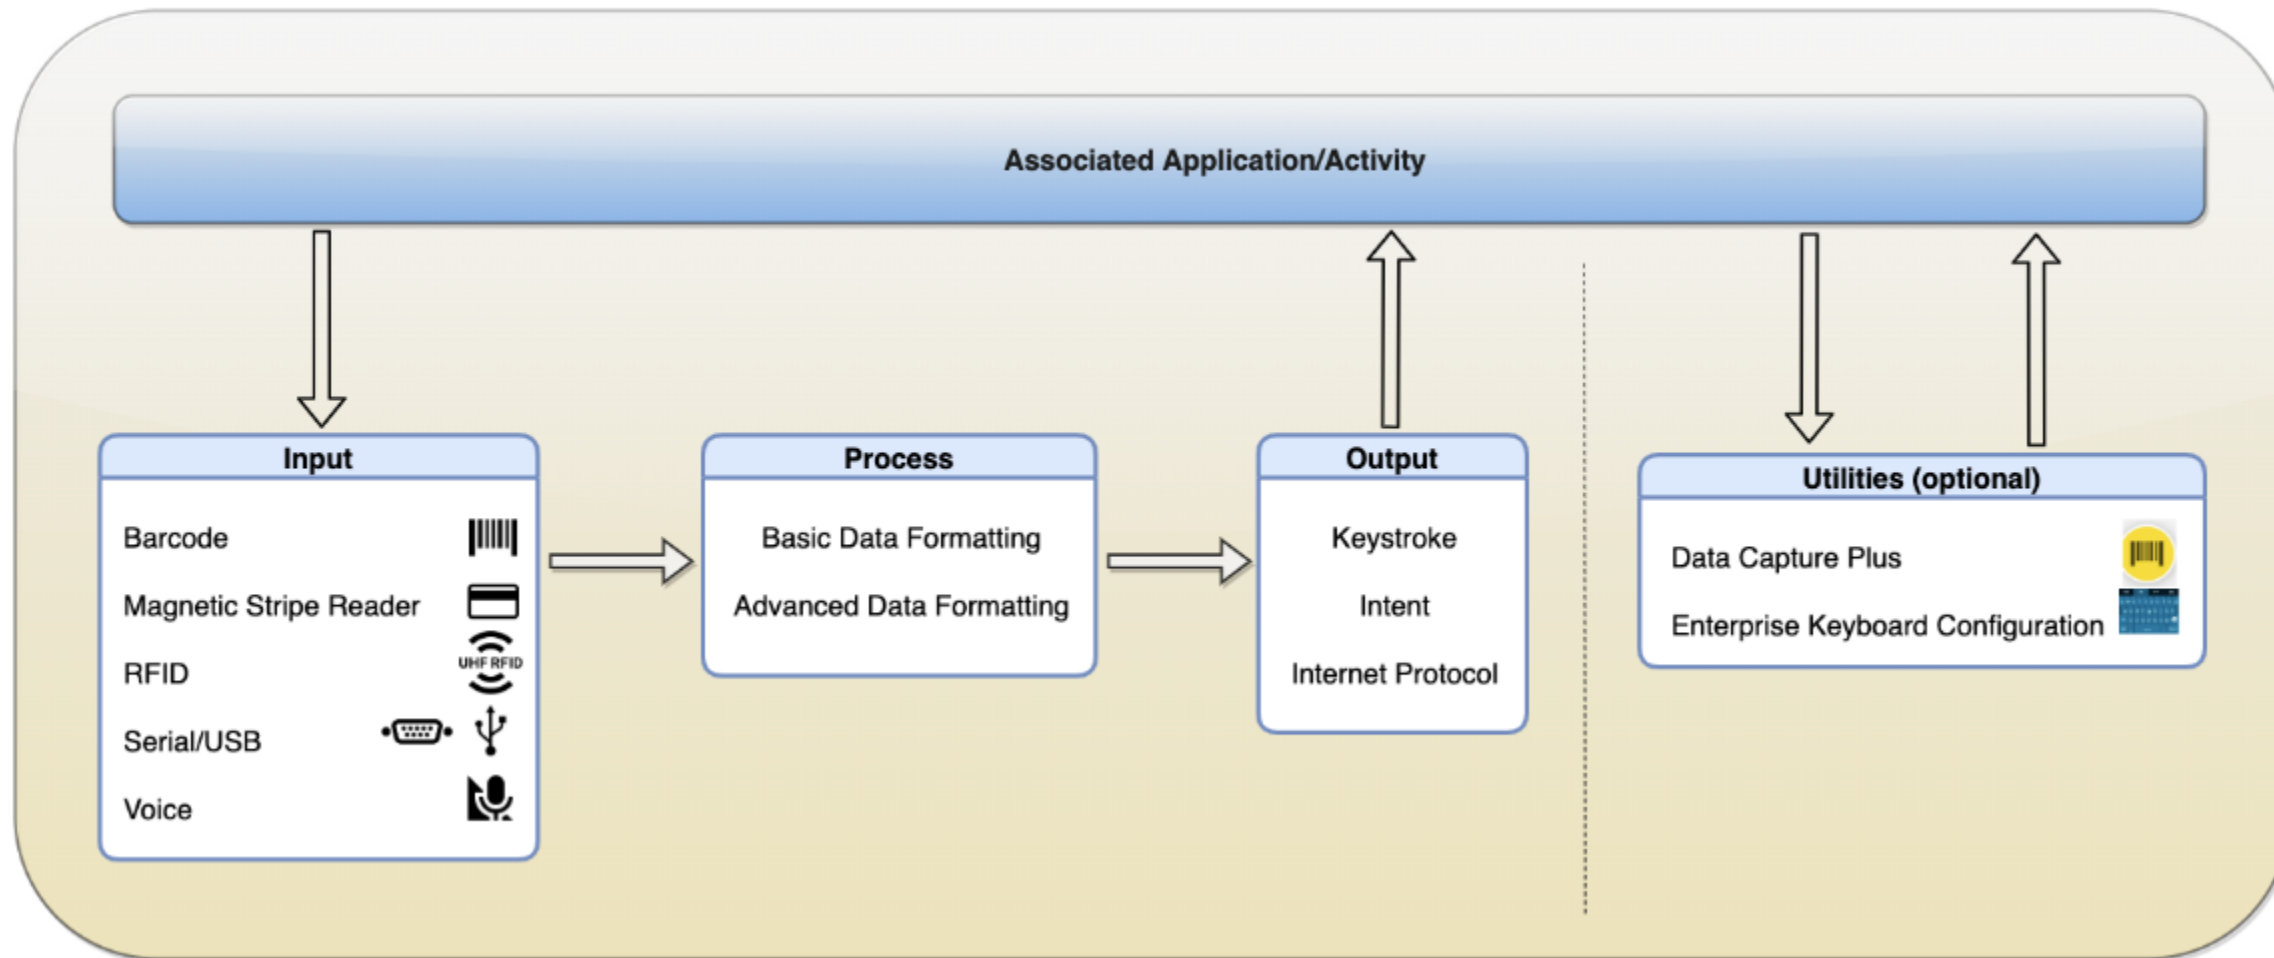 Associated Application/Activity
Input
Barcode
Magnetic Stripe Reader
RFID
UHF RFID
Serial/USB
Voice
Process
Basic Data Formatting
Advanced Data Formatting
Output
Keystroke
Intent
Internet Protocol
Utilities (optional)
Data Capture Plus
Enterprise Keyboard Configuration